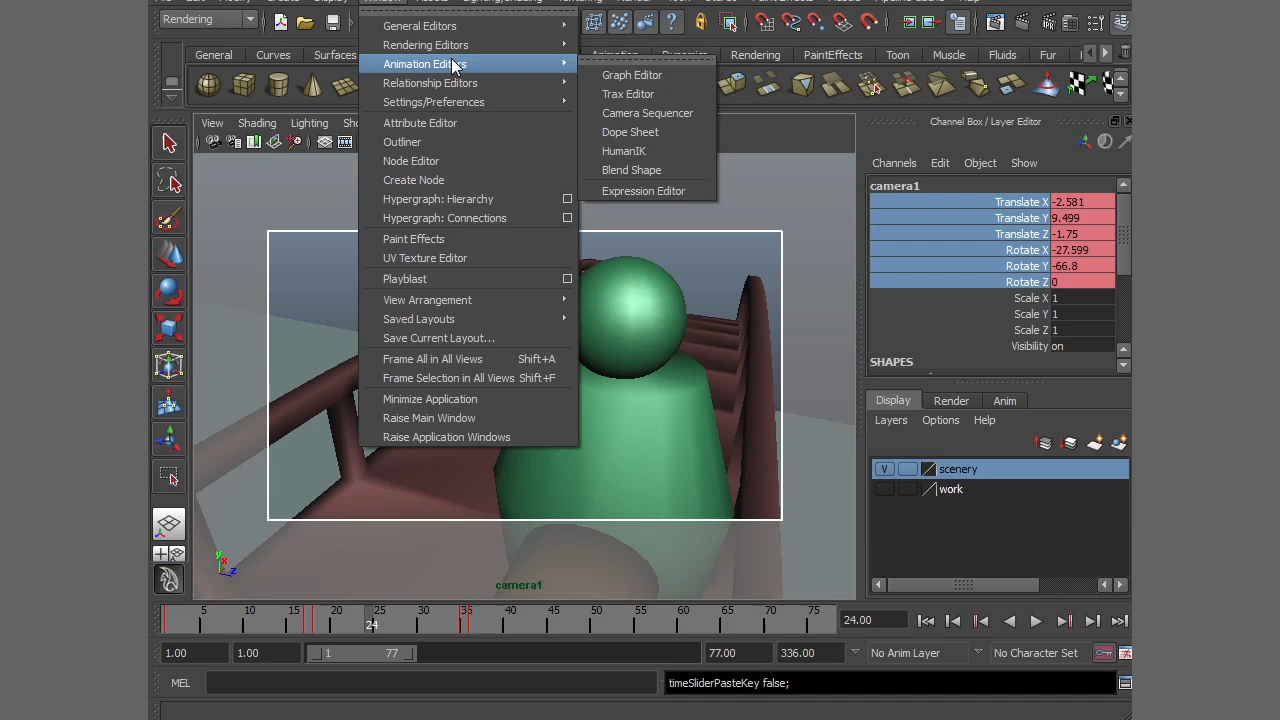 Rendering
General Curves Surfaces Animation Dynamics Rendering PaintEffects Toon Muscle Fluids Fur
General Editors
Rendering Editors
Animation Editors
Relationship Editors
Settings/Preferences
Attribute Editor
Outliner
Node Editor
Create Node
Hypergraph: Hierarchy
Hypergraph: Connections
Paint Effects
UV Texture Editor
Playblast
View Arrangement
Saved Layouts
Save Current Layout...
Frame All in All Views Shift+A
Frame Selection in All Views Shift+F
Minimize Application
Raise Main Window
Raise Application Windows
Graph Editor
Trax Editor
Camera Sequencer
Dope Sheet
HumanIK
Blend Shape
Expression Editor
View Shading Lighting
camera1
y
x
z
Channel Box / Layer Editor
Channels Edit Object Show
camera1
Translate X -2.581
Translate Y 9.499
Translate Z -1.75
Rotate X -27.599
Rotate Y -66.8
Rotate Z 0
Scale X 1
Scale Y 1
Scale Z 1
Visibility on
SHAPES
Display Render Anim
Layers Options Help
V scenery
work
5 10 15 20 25 30 35 40 45 50 55 60 65 70 75
24
24.00
1.00 1.00 1 77 77.00 336.00 No Anim Layer No Character Set
MEL timeSliderPasteKey false;